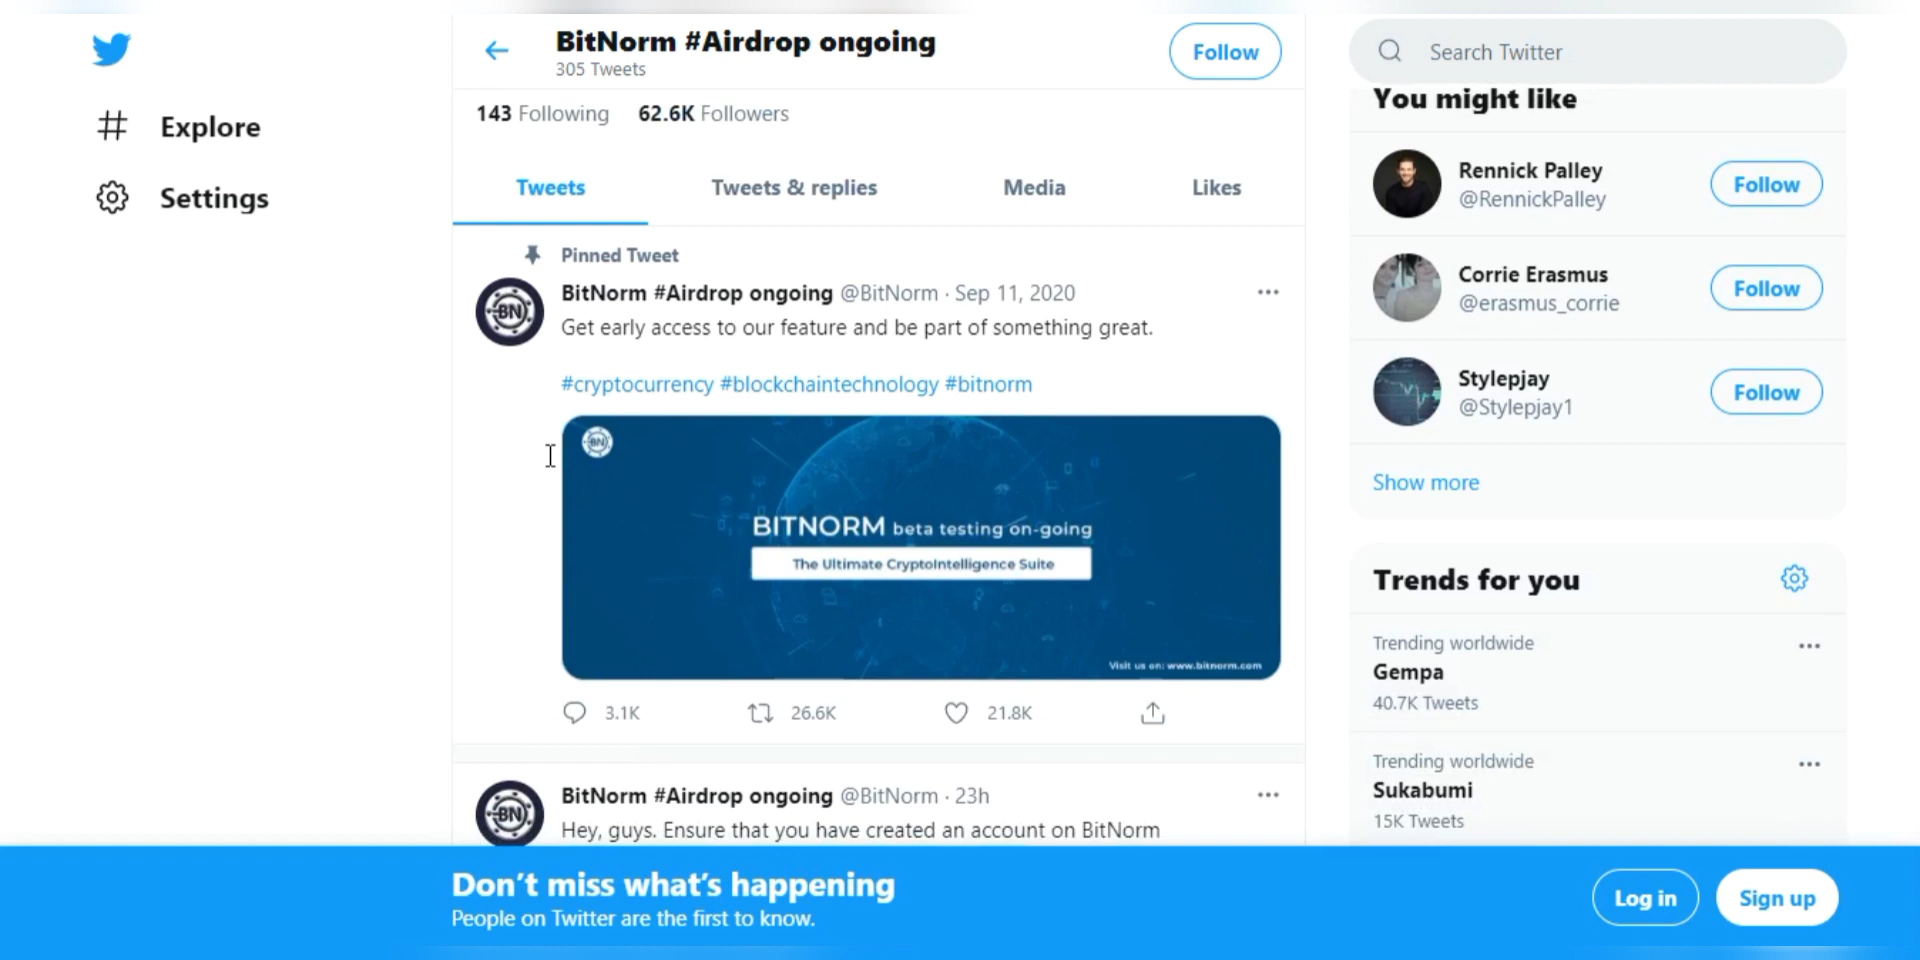 BitNorm #Airdrop ongoing
305 Tweets
Follow
Search Twitter
Explore
Settings
143 Following 62.6K Followers
Tweets Tweets & replies Media Likes
Pinned Tweet
BN
BitNorm #Airdrop ongoing @BitNorm · Sep 11, 2020
Get early access to our feature and be part of something great.
#cryptocurrency #blockchaintechnology #bitnorm
BN
BITNORM beta testing on-going
The Ultimate CryptoIntelligence Suite
Visit us on: www.bitnorm.com
3.1K 26.6K 21.8K
BN
BitNorm #Airdrop ongoing @BitNorm · 23h
Hey, guys. Ensure that you have created an account on BitNorm
You might like
Rennick Palley
@RennickPalley
Follow
Corrie Erasmus
@erasmus_corrie
Follow
Stylepjay
@Stylepjay1
Follow
Show more
Trends for you
Trending worldwide
Gempa
40.7K Tweets
Trending worldwide
Sukabumi
15K Tweets
Don't miss what's happening
People on Twitter are the first to know.
Log in
Sign up